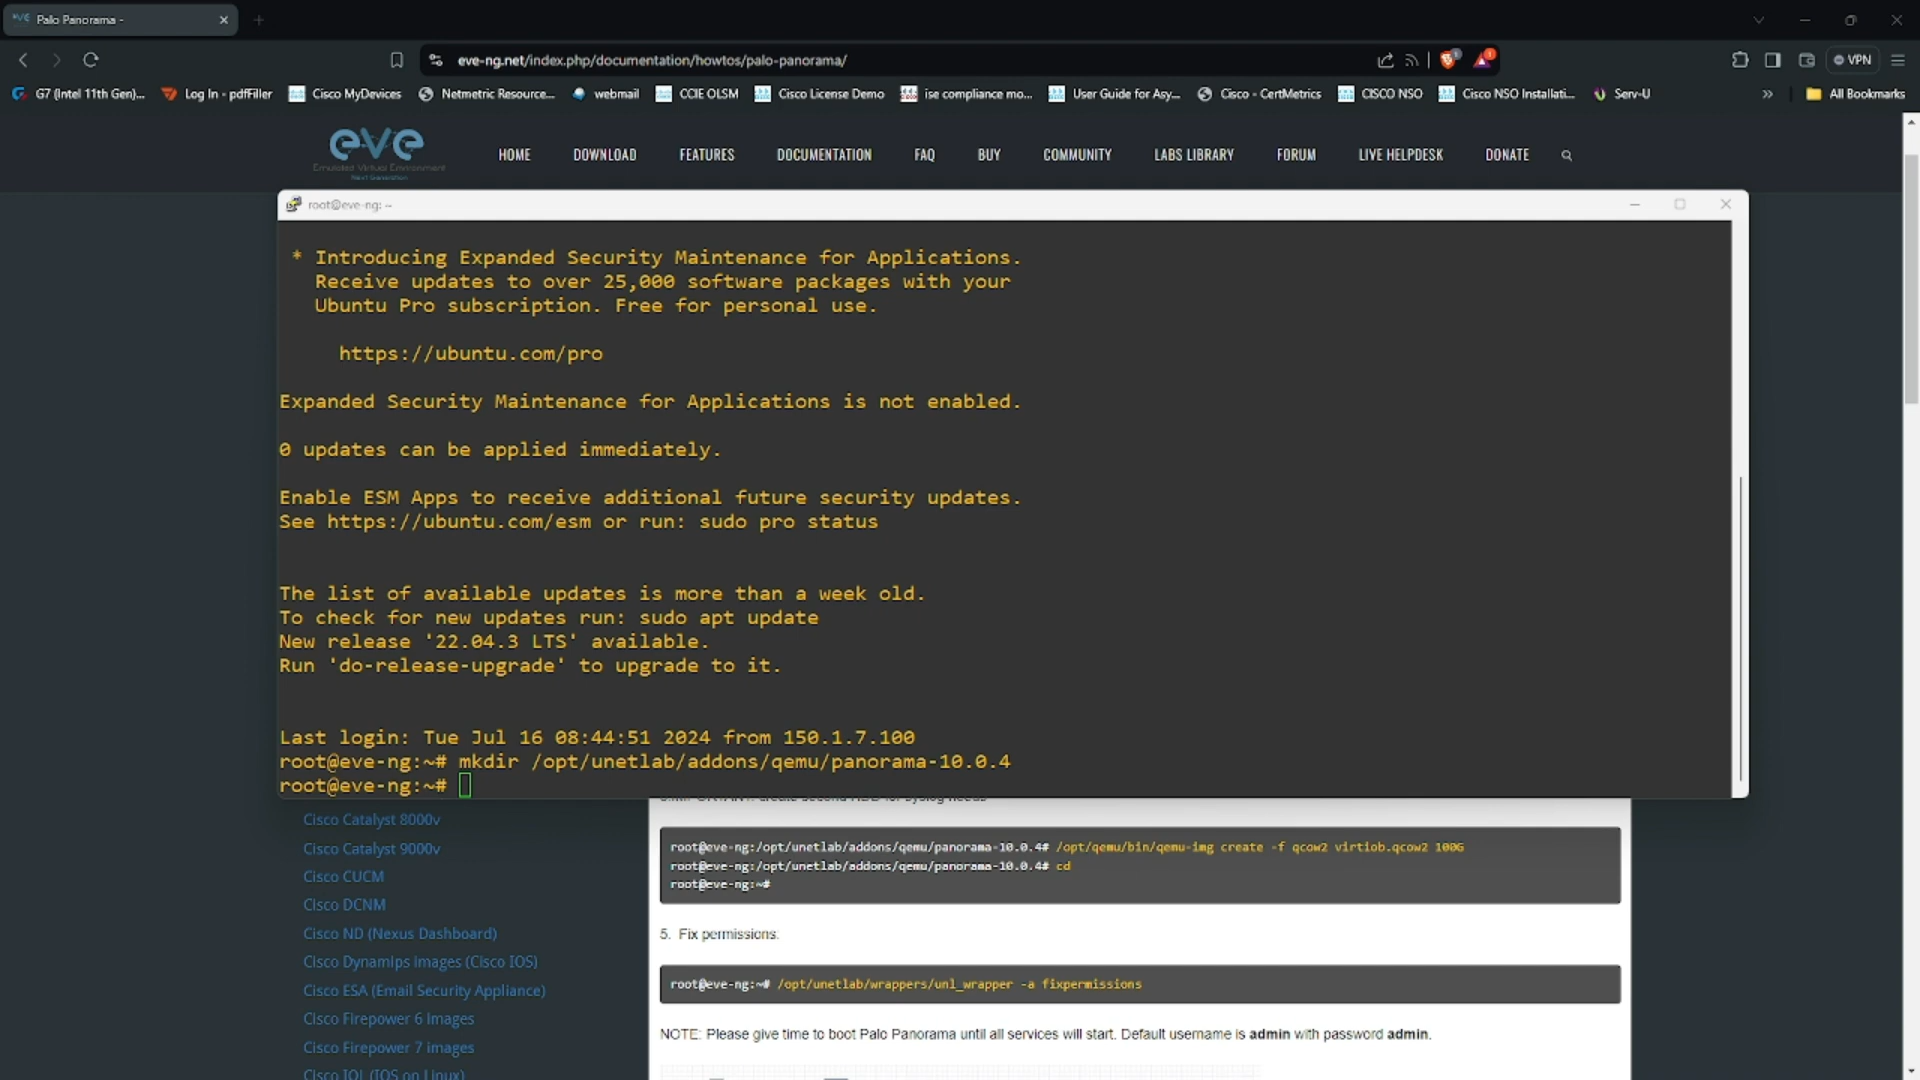 Palo Panorama -
eve-ng.net/index.php/documentation/howtos/palo-panorama/
VPN
G7 (Intel 11th Gen)...
Log In - pdfFiller
Cisco MyDevices
Netmetric Resource...
webmail
CCIE OLSM
Cisco License Demo
ise compliance mo...
User Guide for Asy...
Cisco - CertMetrics
CISCO NSO
Cisco NSO Installati...
Serv-U
»
All Bookmarks
eve
Emulated Virtual Environment
Next Generation
HOME
DOWNLOAD
FEATURES
DOCUMENTATION
FAQ
BUY
COMMUNITY
LABS LIBRARY
FORUM
LIVE HELPDESK
DONATE
root@eve-ng: ~
* Introducing Expanded Security Maintenance for Applications.
Receive updates to over 25,000 software packages with your
Ubuntu Pro subscription. Free for personal use.
https://ubuntu.com/pro
Expanded Security Maintenance for Applications is not enabled.
0 updates can be applied immediately.
Enable ESM Apps to receive additional future security updates.
See https://ubuntu.com/esm or run: sudo pro status
The list of available updates is more than a week old.
To check for new updates run: sudo apt update
New release '22.04.3 LTS' available.
Run 'do-release-upgrade' to upgrade to it.
Last login: Tue Jul 16 08:44:51 2024 from 150.1.7.100
root@eve-ng:~# mkdir /opt/unetlab/addons/qemu/panorama-10.0.4
root@eve-ng:~#
Cisco Catalyst 8000v
Cisco Catalyst 9000v
Cisco CUCM
Cisco DCNM
Cisco ND (Nexus Dashboard)
Cisco Dynamips images (Cisco IOS)
Cisco ESA (Email Security Appliance)
Cisco Firepower 6 images
Cisco Firepower 7 images
Cisco IOL (IOS on Linux)
root@eve-ng:/opt/unetlab/addons/qemu/panorama-10.0.4# /opt/qemu/bin/qemu-img create -f qcow2 virtiob.qcow2 100G
root@eve-ng:/opt/unetlab/addons/qemu/panorama-10.0.4# cd
root@eve-ng:~#
5. Fix permissions:
root@eve-ng:~# /opt/unetlab/wrappers/unl_wrapper -a fixpermissions
NOTE: Please give time to boot Palo Panorama until all services will start. Default username is admin with password admin.